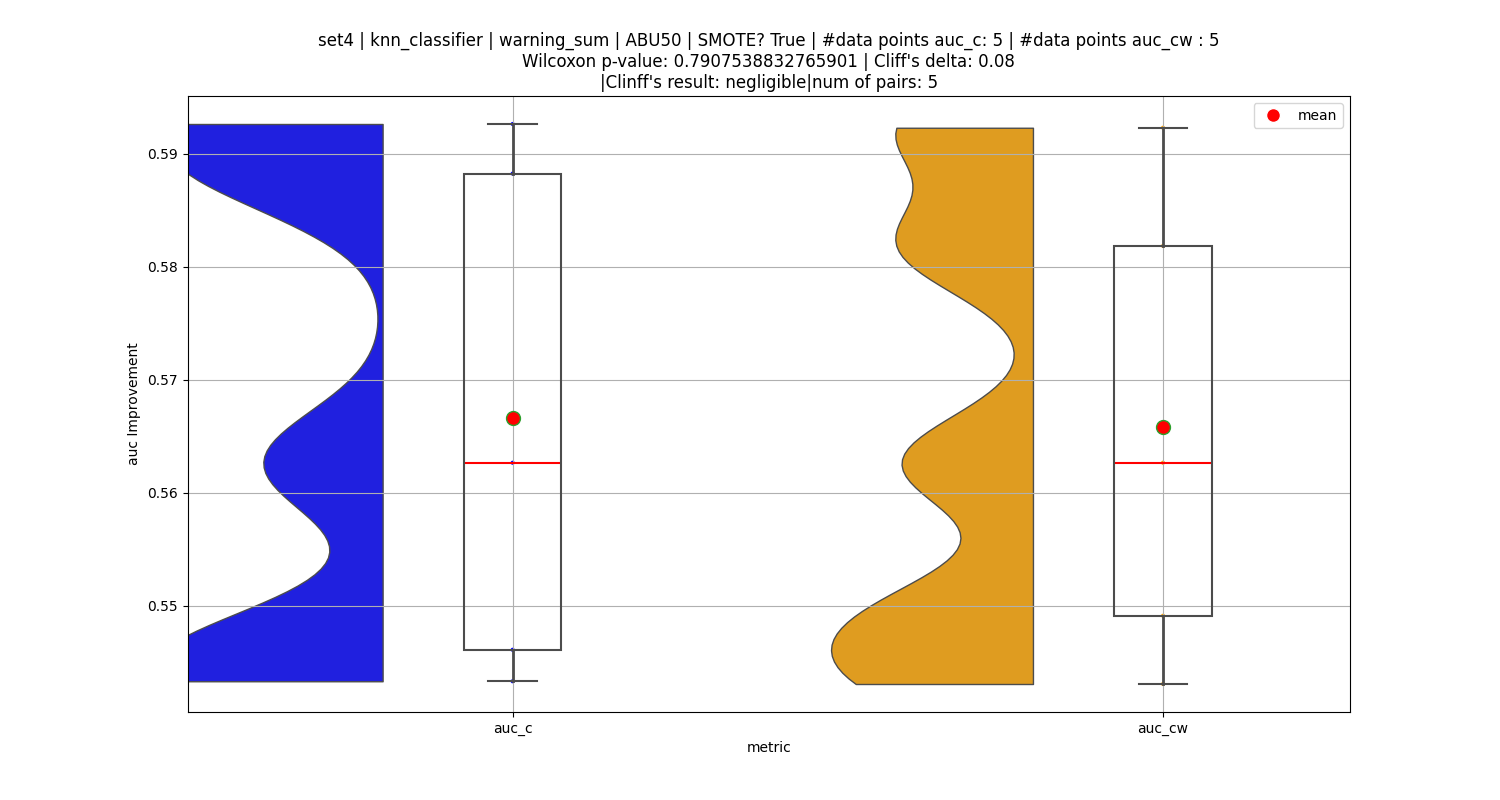 set4 | knn_classifier | warning_sum | ABU50 | SMOTE? True | #data points auc_c: 5 | #data points auc_cw : 5
Wilcoxon p-value: 0.7907538832765901 | Cliff's delta: 0.08
|Clinff's result: negligible|num of pairs: 5
mean
0.59
0.58
0.57
0.56
0.55
auc Improvement
auc_c
auc_cw
metric